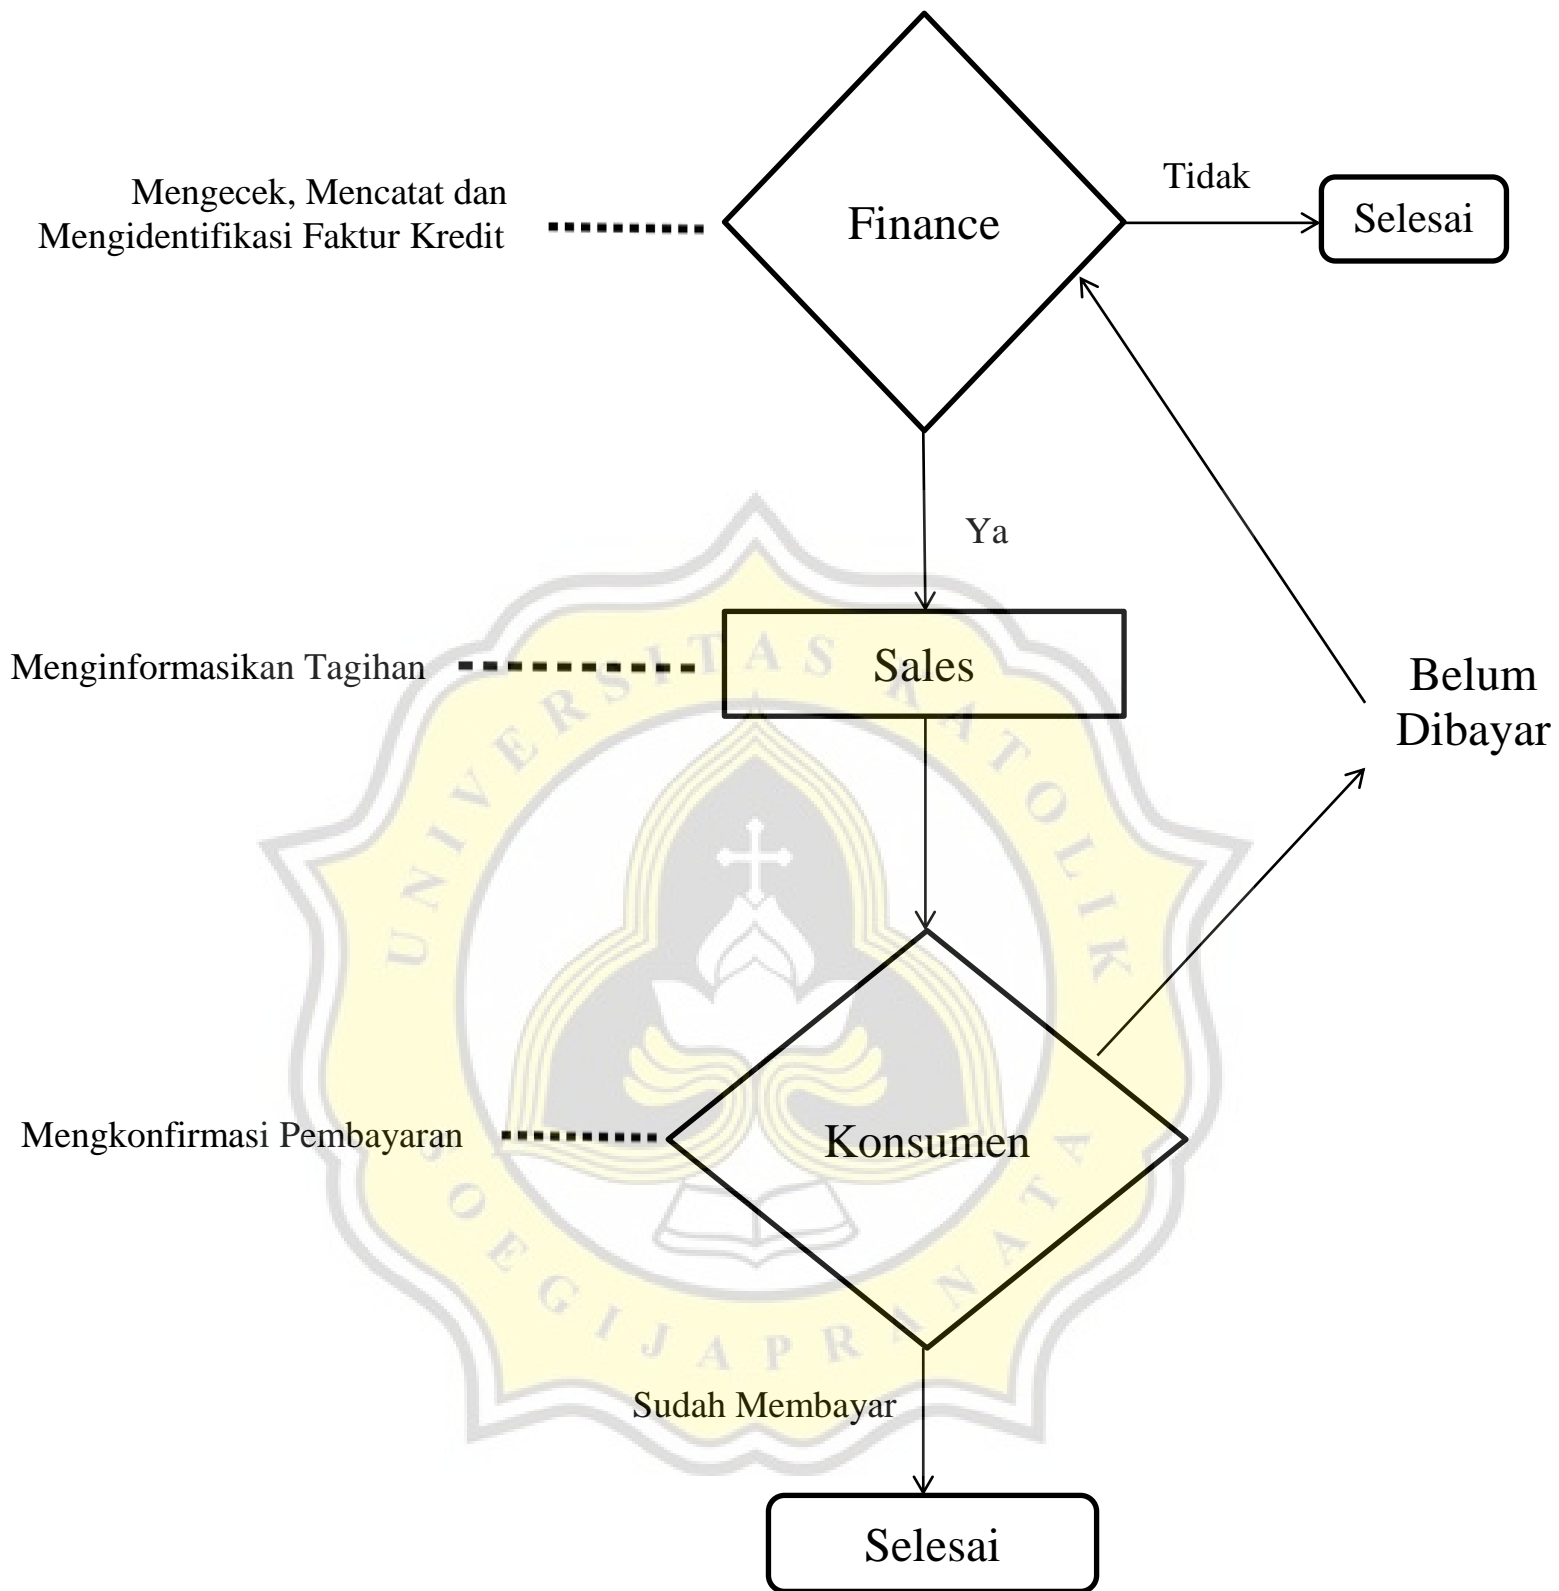 Tidak
Mengecek, Mencatat dan
Mengidentifikasi Faktur Kredit
Finance
Selesai
Ya
Menginformasikan Tagihan
Sales
Belum
Dibayar
UNIVERSITAS KATOLIK
Mengkonfirmasi Pembayaran
Konsumen
SOEGIJAPRANATA
Sudah Membayar
Selesai